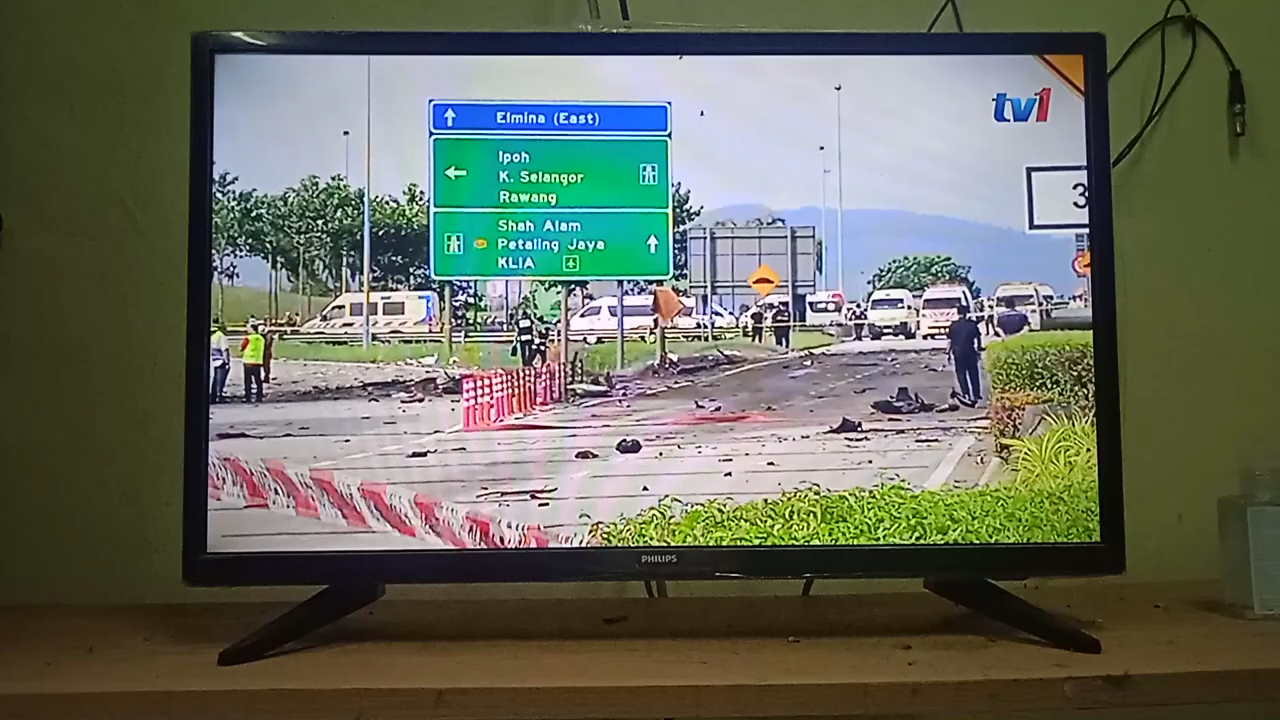 tv1
Elmina (East)
Ipoh
K. Selangor
Rawang
Shah Alam
Petaling Jaya
KLIA
3
PHILIPS